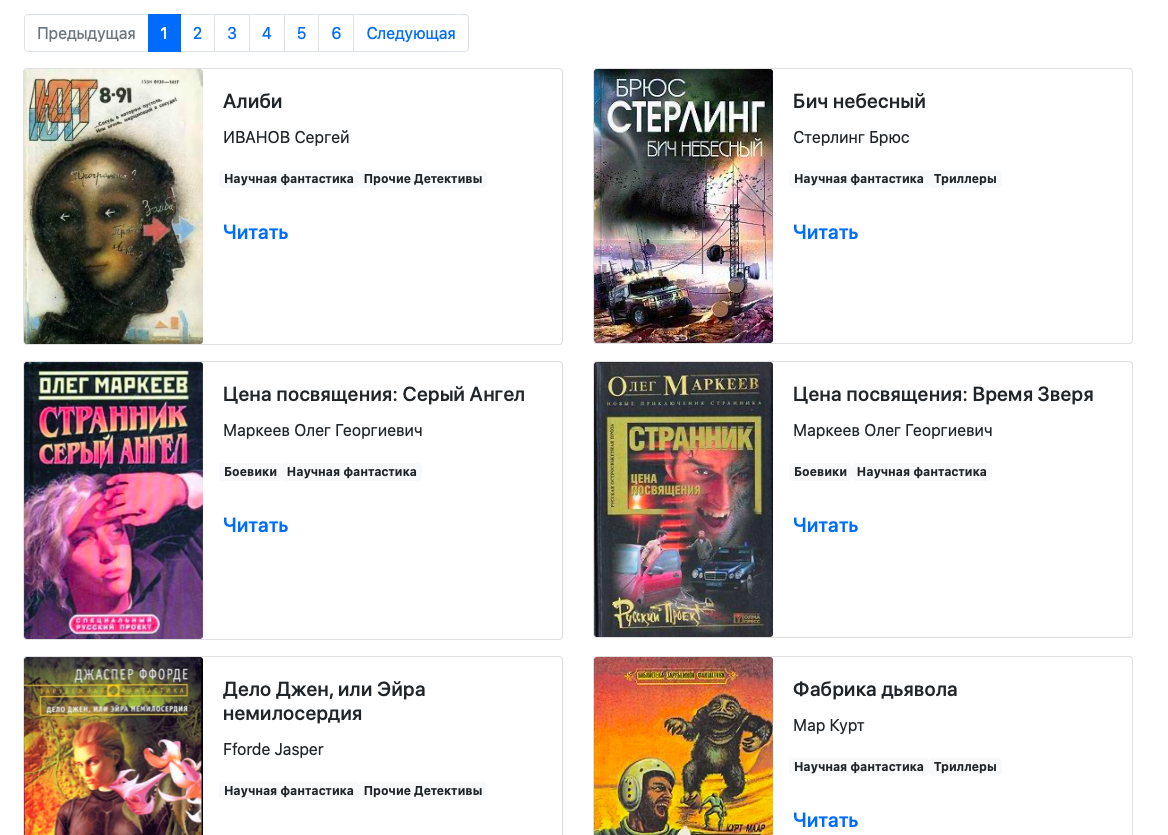 Предыдущая 1 2 3 4 5 6 Следующая
ЮТ 8·91
Алиби
ИВАНОВ Сергей
Научная фантастика Прочие Детективы
Читать
БРЮС
СТЕРЛИНГ
БИЧ НЕБЕСНЫЙ
Бич небесный
Стерлинг Брюс
Научная фантастика Триллеры
Читать
ОЛЕГ МАРКЕЕВ
СТРАННИК
СЕРЫЙ АНГЕЛ
СПЕЦИАЛЬНЫЙ
РУССКИЙ ПРОЕКТ
Цена посвящения: Серый Ангел
Маркеев Олег Георгиевич
Боевики Научная фантастика
Читать
ОЛЕГ МАРКЕЕВ
НОВЫЕ ПРИКЛЮЧЕНИЯ СТРАННИКА
СТРАННИК
ЦЕНА
ПОСВЯЩЕНИЯ
Русский Проект
Цена посвящения: Время Зверя
Маркеев Олег Георгиевич
Боевики Научная фантастика
Читать
ДЖАСПЕР ФФОРДЕ
ДЕЛО ДЖЕН, ИЛИ ЭЙРА НЕМИЛОСЕРДИЯ
Дело Джен, или Эйра
немилосердия
Fforde Jasper
Научная фантастика Прочие Детективы
БИБЛИОТЕКА ЗАРУБЕЖНОЙ ФАНТАСТИКИ
КУРТ МААР
Фабрика дьявола
Мар Курт
Научная фантастика Триллеры
Читать